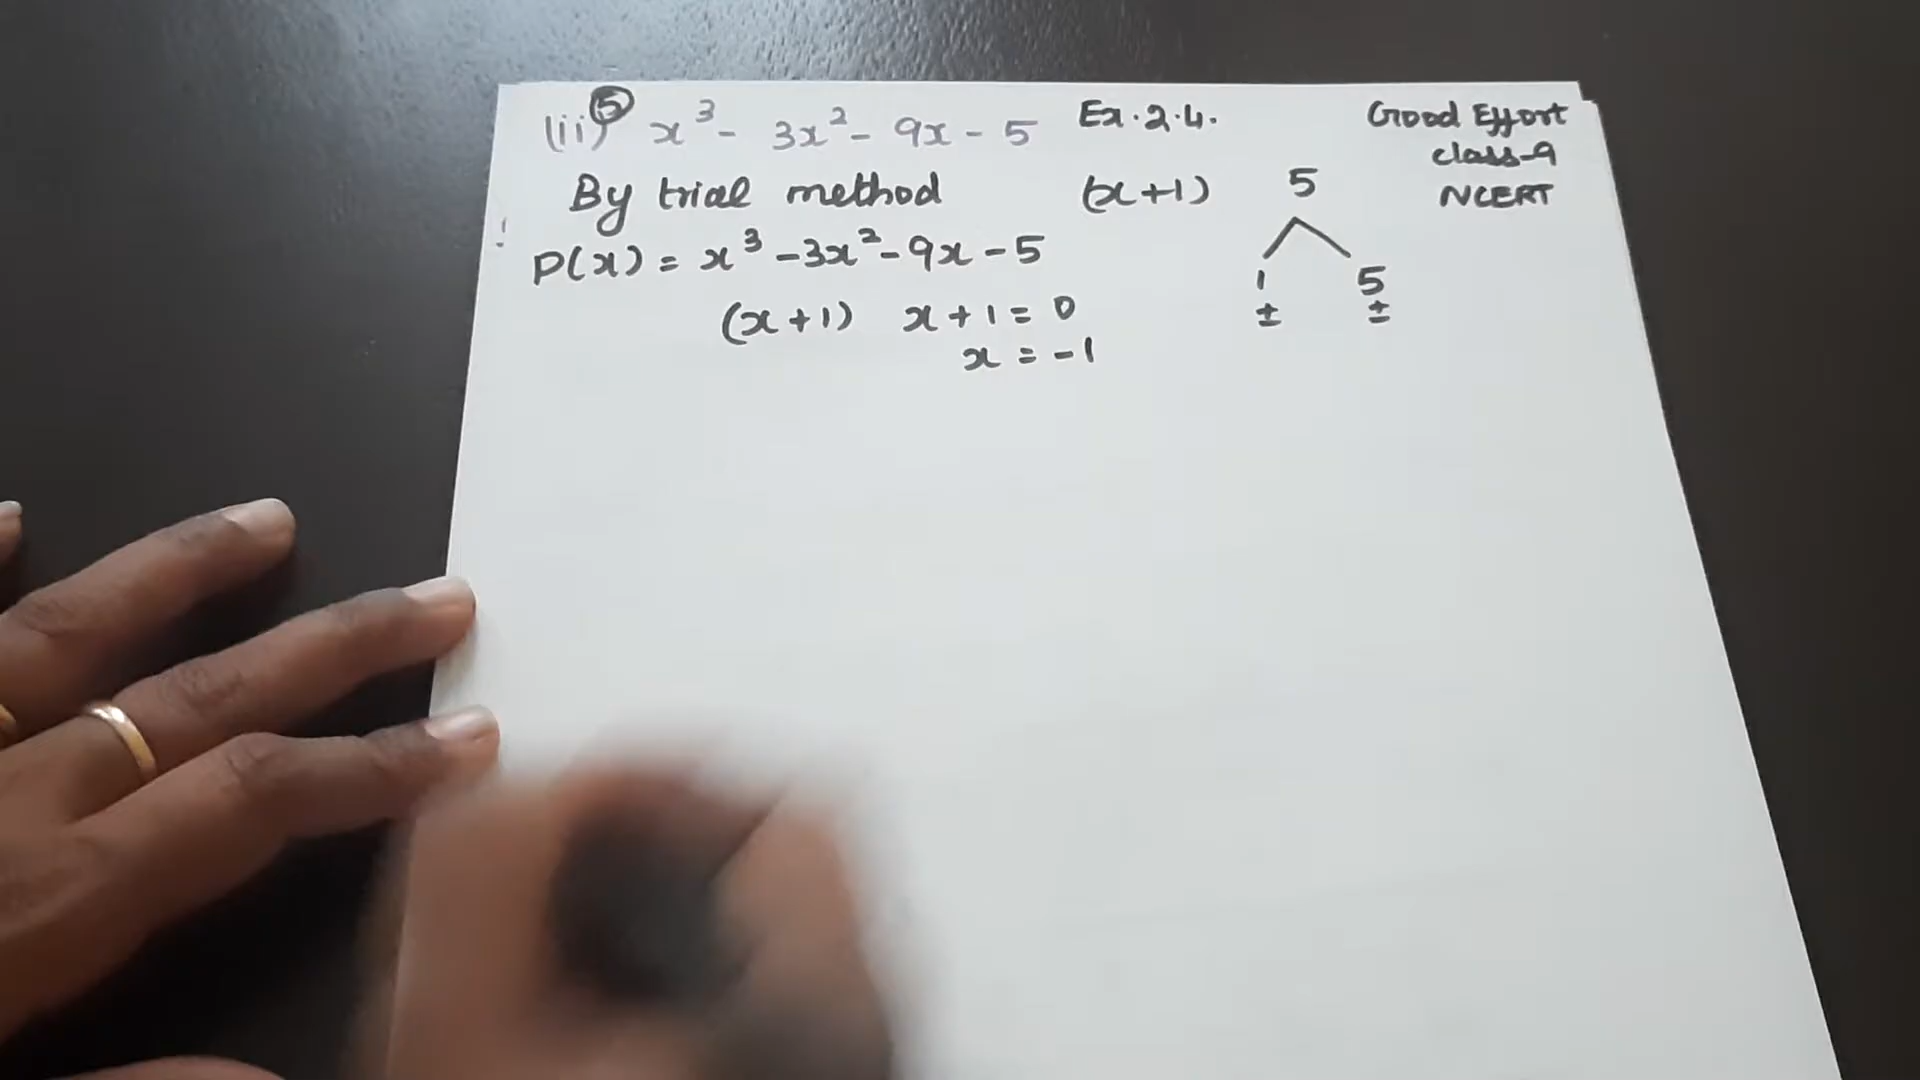 (ii) ⑤ x³ - 3x² - 9x - 5 Ex.2.4.
Good Effort
class-9
NCERT
By trial method (x+1)
P(x) = x³ - 3x² - 9x - 5
(x+1) x + 1 = 0
x = -1
5
1 5
± ±